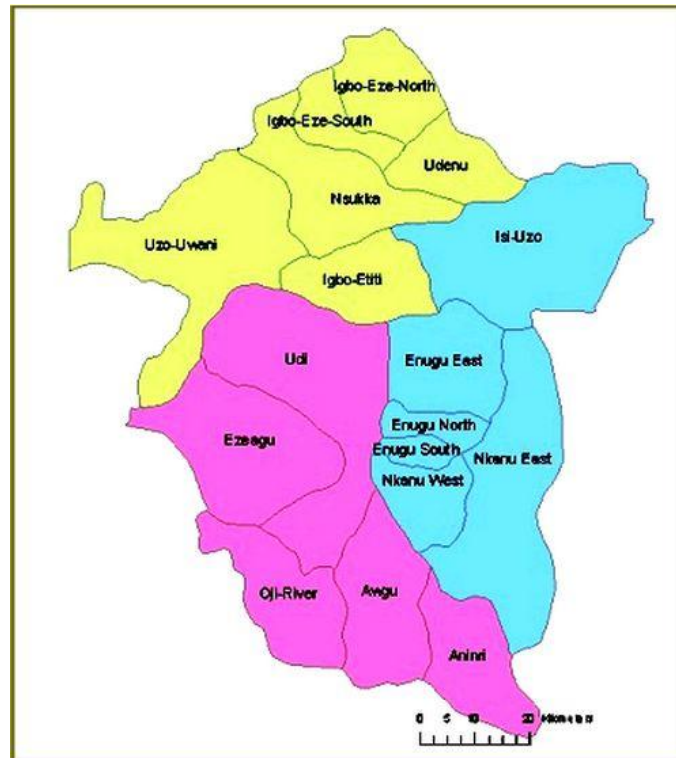 Igbo-Eze-North
Igbo-Eze-South
Udenu
Nsukka
Uzo-Uwani
Isi-Uzo
Igbo-Etiti
Udi
Enugu East
Enugu North
Ezeagu
Enugu South
Nkanu East
Nkanu West
Oji-River
Awgu
Aninri
0 5 10 20